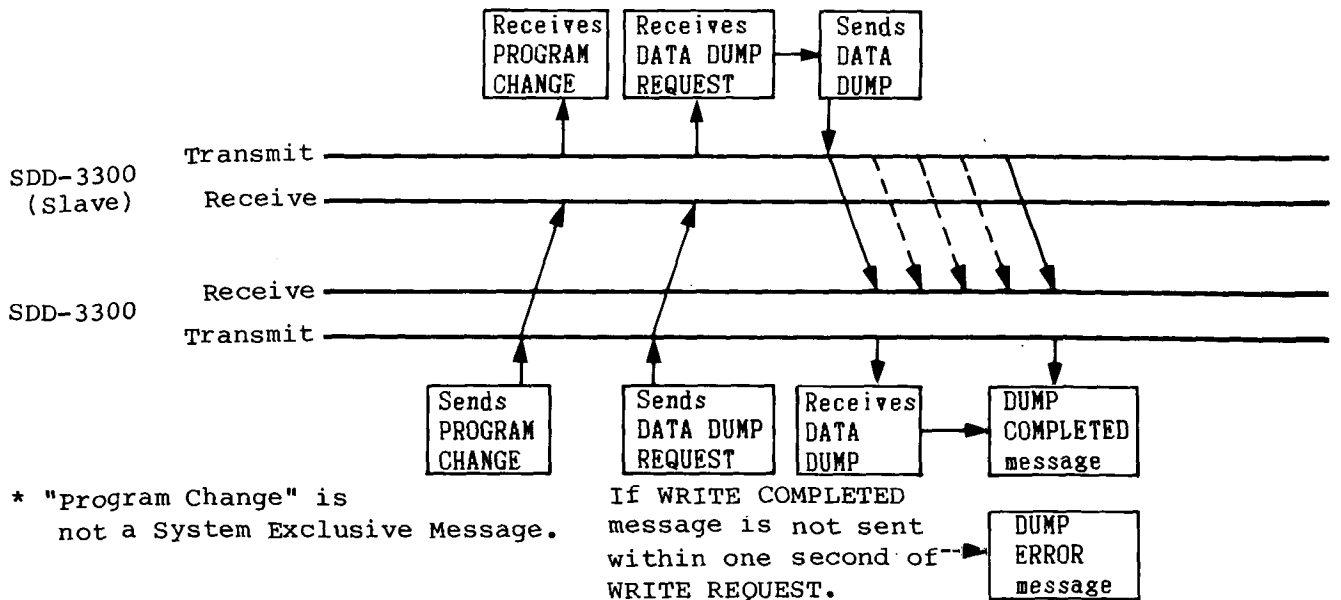 Receives
PROGRAM
CHANGE
Receives
DATA DUMP
REQUEST
Sends
DATA
DUMP
SDD-3300
(Slave)
Transmit
Receive
SDD-3300
Receive
Transmit
Sends
PROGRAM
CHANGE
Sends
DATA DUMP
REQUEST
Receives
DATA
DUMP
DUMP
COMPLETED
message
* "Program Change" is
not a System Exclusive Message.
If WRITE COMPLETED
message is not sent
within one second of
WRITE REQUEST.
DUMP
ERROR
message